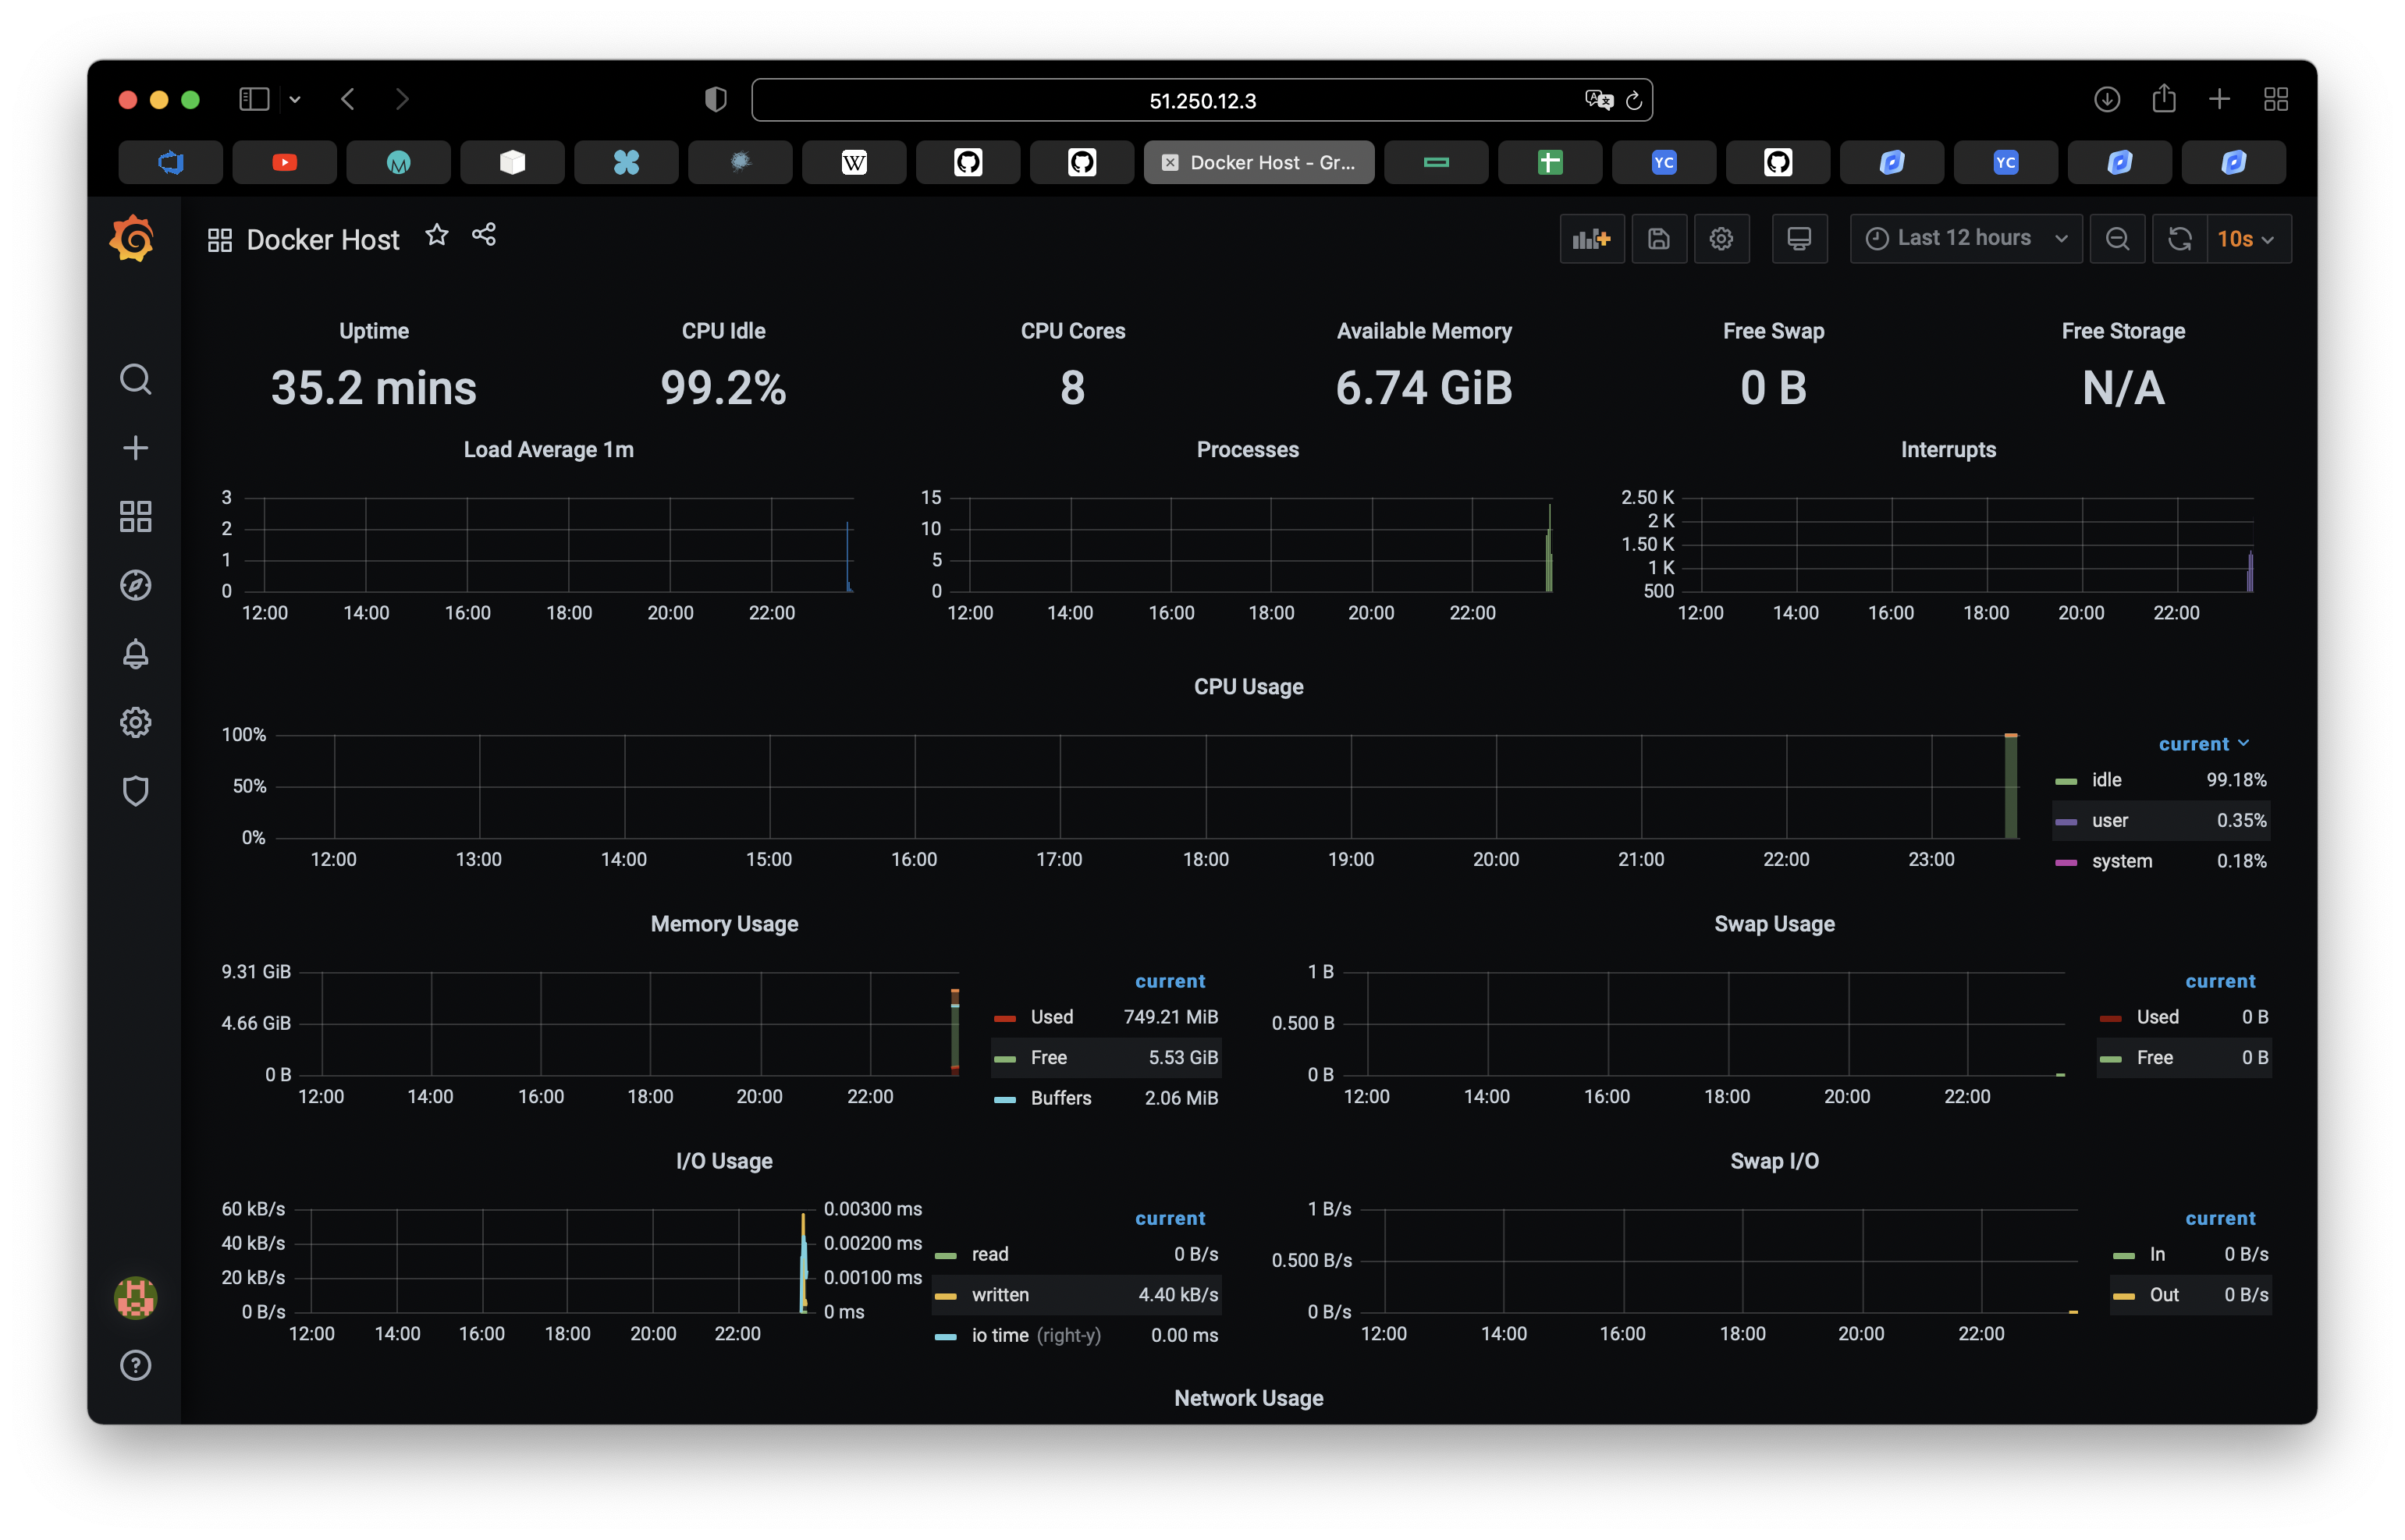 51.250.12.3
W
Docker Host - Gr...
YC
YC
Docker Host
Last 12 hours
10s
Uptime
CPU Idle
CPU Cores
Available Memory
Free Swap
Free Storage
35.2 mins
99.2%
8
6.74 GiB
0 B
N/A
Load Average 1m
3
2
1
0
12:00 14:00 16:00 18:00 20:00 22:00
Processes
15
10
5
0
12:00 14:00 16:00 18:00 20:00 22:00
Interrupts
2.50 K
2 K
1.50 K
1 K
500
12:00 14:00 16:00 18:00 20:00 22:00
CPU Usage
100%
50%
0%
12:00 13:00 14:00 15:00 16:00 17:00 18:00 19:00 20:00 21:00 22:00 23:00
current
idle 99.18%
user 0.35%
system 0.18%
Memory Usage
9.31 GiB
4.66 GiB
0 B
12:00 14:00 16:00 18:00 20:00 22:00
current
Used 749.21 MiB
Free 5.53 GiB
Buffers 2.06 MiB
Swap Usage
1 B
0.500 B
0 B
12:00 14:00 16:00 18:00 20:00 22:00
current
Used 0 B
Free 0 B
I/O Usage
60 kB/s
40 kB/s
20 kB/s
0 B/s
0.00300 ms
0.00200 ms
0.00100 ms
0 ms
12:00 14:00 16:00 18:00 20:00 22:00
current
read 0 B/s
written 4.40 kB/s
io time (right-y) 0.00 ms
Swap I/O
1 B/s
0.500 B/s
0 B/s
12:00 14:00 16:00 18:00 20:00 22:00
current
In 0 B/s
Out 0 B/s
Network Usage